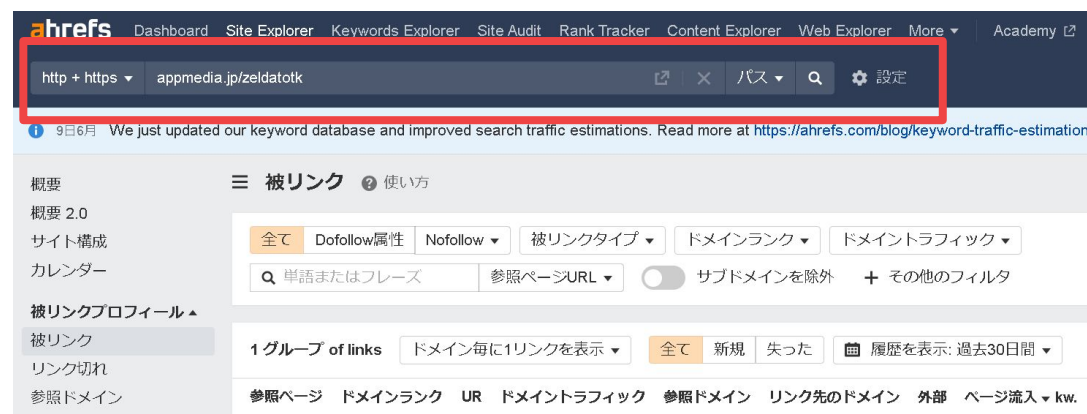 ahrefs Dashboard Site Explorer Keywords Explorer Site Audit Rank Tracker Content Explorer Web Explorer More Academy
http + https appmedia.jp/zeldatotk パス 設定
9日6月 We just updated our keyword database and improved search traffic estimations. Read more at https://ahrefs.com/blog/keyword-traffic-estimation
概要
被リンク 使い方
概要 2.0
サイト構成
全て Dofollow属性 Nofollow 被リンクタイプ ドメインランク ドメイントラフィック
カレンダー
単語またはフレーズ 参照ページURL サブドメインを除外 + その他のフィルタ
被リンクプロフィール
被リンク
1 グループ of links ドメイン毎に1リンクを表示 全て 新規 失った 履歴を表示: 過去30日間
リンク切れ
参照ドメイン
参照ページ ドメインランク UR ドメイントラフィック 参照ドメイン リンク先のドメイン 外部 ページ流入 kw.